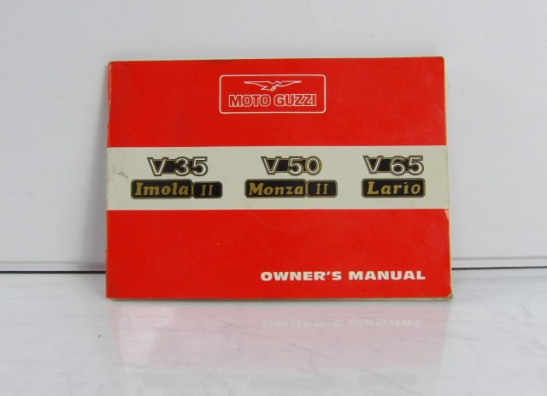 MOTO GUZZI
V35 V50 V65
Imola II Monza II Lario
OWNER'S MANUAL